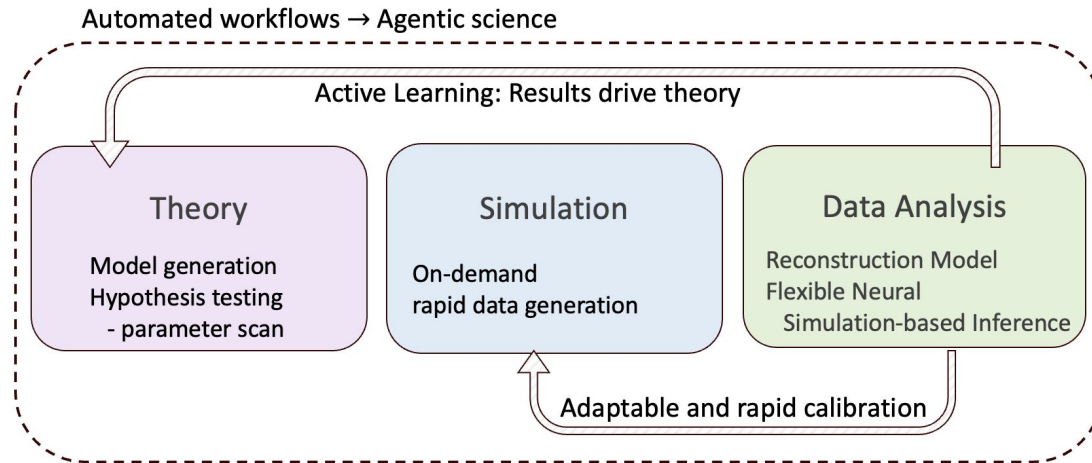 Automated workflows → Agentic science
Active Learning: Results drive theory
Theory
Model generation
Hypothesis testing
- parameter scan
Simulation
On-demand
rapid data generation
Data Analysis
Reconstruction Model
Flexible Neural
Simulation-based Inference
Adaptable and rapid calibration